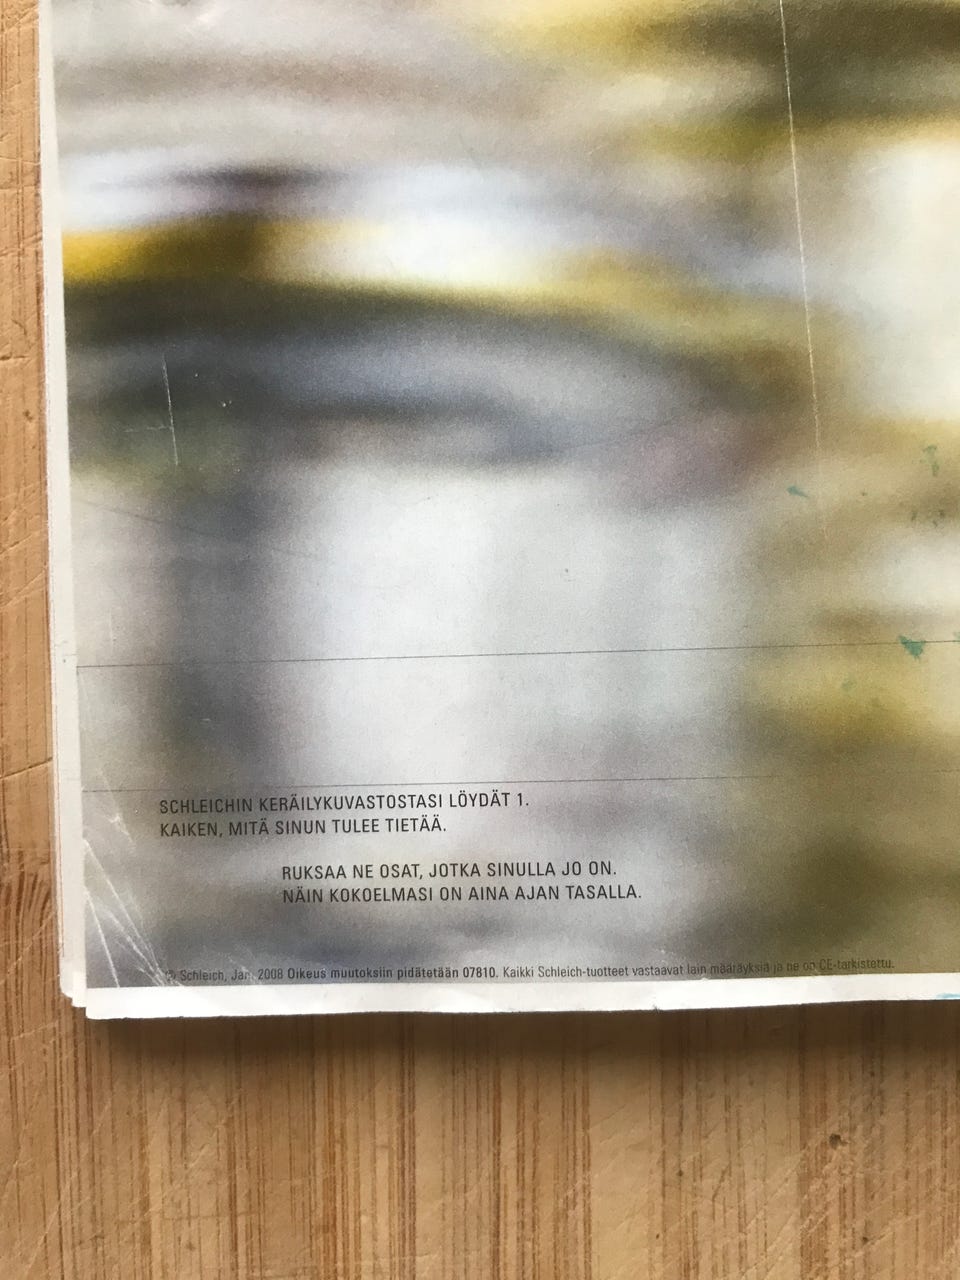 SCHLEICHIN KERÄILYKUVASTOSTASI LÖYDÄT 1.
KAIKEN, MITÄ SINUN TULEE TIETÄÄ.
RUKSAA NE OSAT, JOTKA SINULLA JO ON.
NÄIN KOKOELMASI ON AINA AJAN TASALLA.
© Schleich, Jan. 2008 Oikeus muutoksiin pidätetään 07810. Kaikki Schleich-tuotteet vastaavat lain määräyksiä ja ne on CE-tarkistettu.